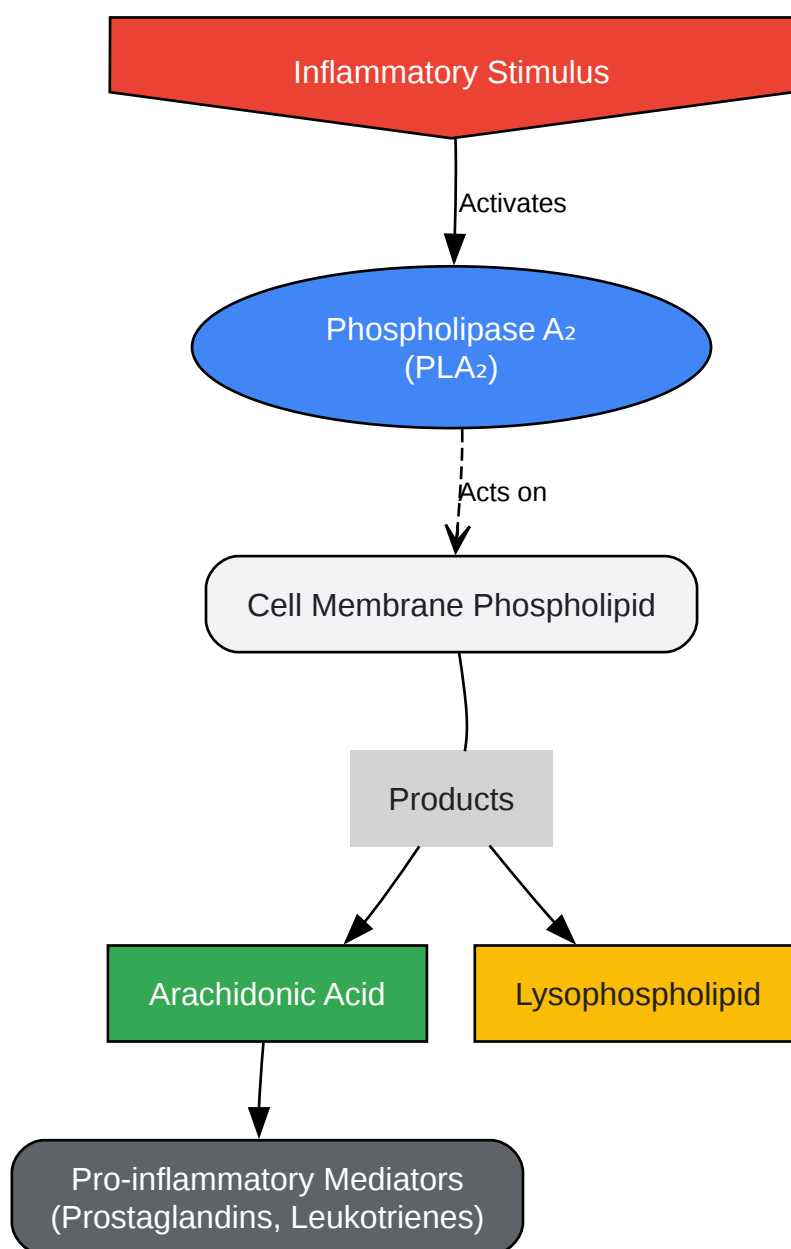 Inflammatory Stimulus
Activates
Phospholipase A₂
(PLA₂)
Acts on
Cell Membrane Phospholipid
Products
Arachidonic Acid
Lysophospholipid
Pro-inflammatory Mediators
(Prostaglandins, Leukotrienes)